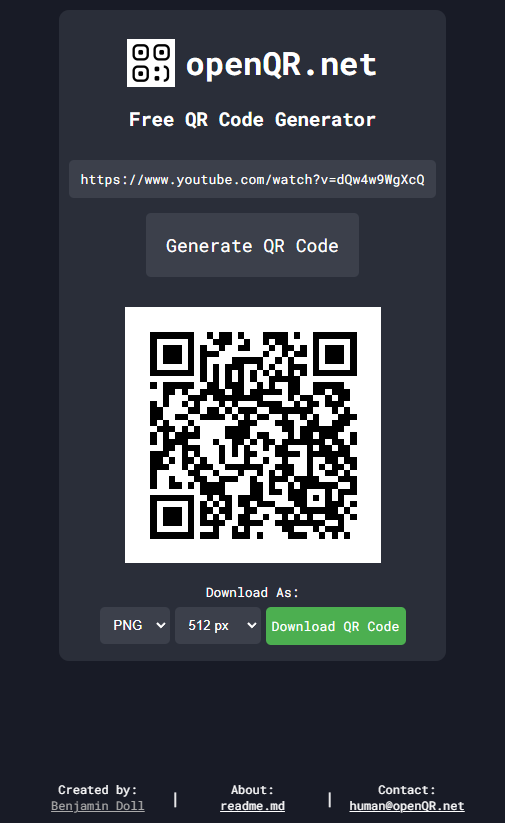 openQR.net
Free QR Code Generator
https://www.youtube.com/watch?v=dQw4w9WgXcQ
Generate QR Code
Download As:
PNG 512 px Download QR Code
Created by: | About: | Contact:
Benjamin Doll readme.md human@openQR.net